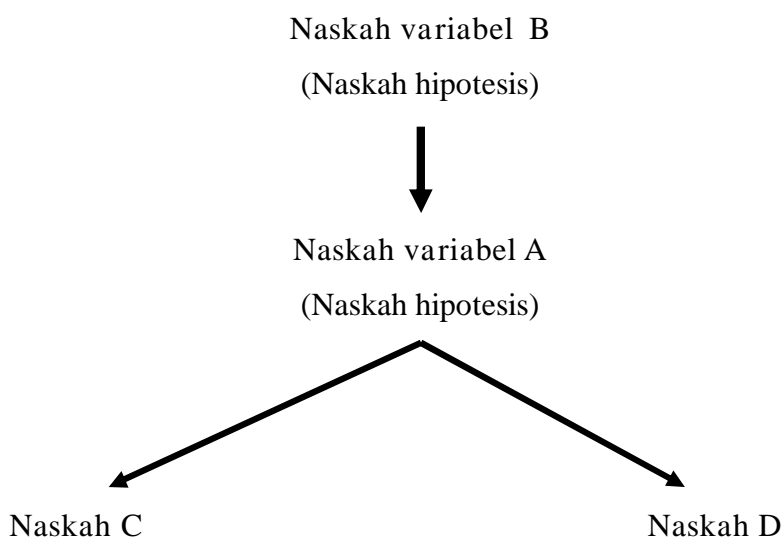 Naskah variabel B
(Naskah hipotesis)
Naskah variabel A
(Naskah hipotesis)
Naskah C
Naskah D